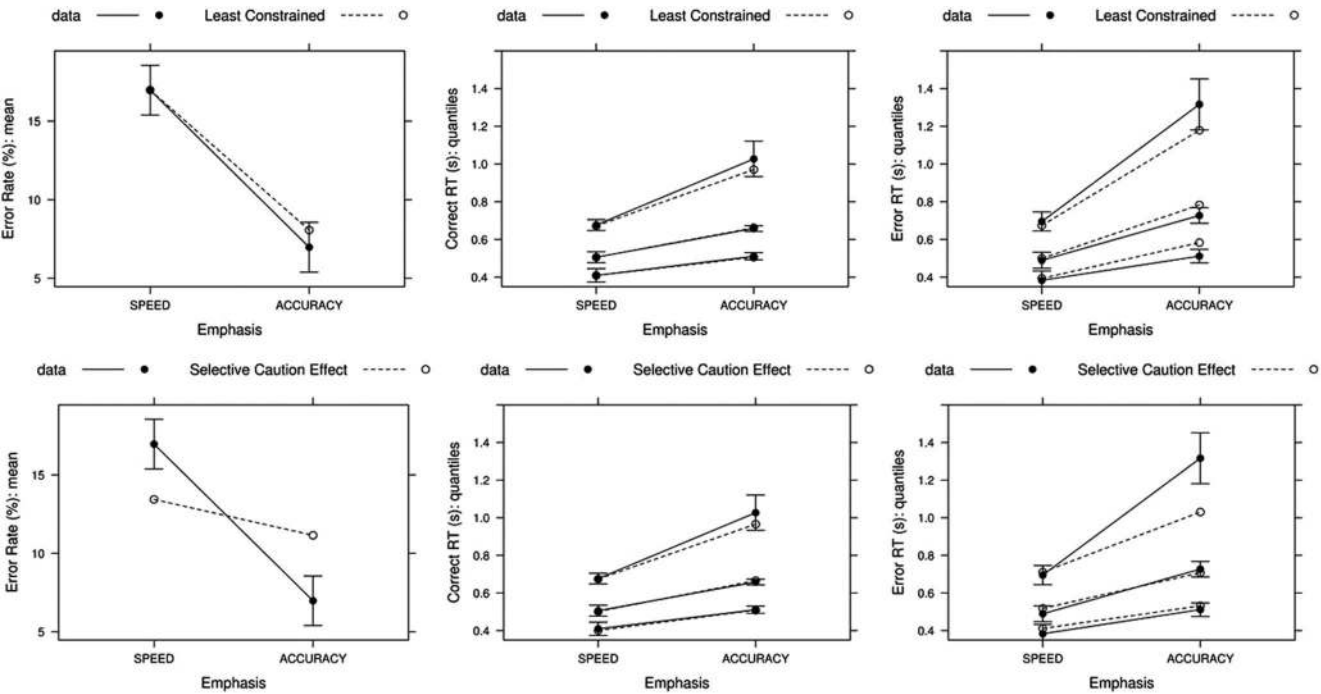 data Least Constrained
Error Rate (%): mean
15
10
5
SPEED ACCURACY
Emphasis
data Least Constrained
Correct RT (s): quantiles
1.4
1.2
1.0
0.8
0.6
0.4
SPEED ACCURACY
Emphasis
data Least Constrained
Error RT (s): quantiles
1.4
1.2
1.0
0.8
0.6
0.4
SPEED ACCURACY
Emphasis
data Selective Caution Effect
Error Rate (%): mean
15
10
5
SPEED ACCURACY
Emphasis
data Selective Caution Effect
Correct RT (s): quantiles
1.4
1.2
1.0
0.8
0.6
0.4
SPEED ACCURACY
Emphasis
data Selective Caution Effect
Error RT (s): quantiles
1.4
1.2
1.0
0.8
0.6
0.4
SPEED ACCURACY
Emphasis